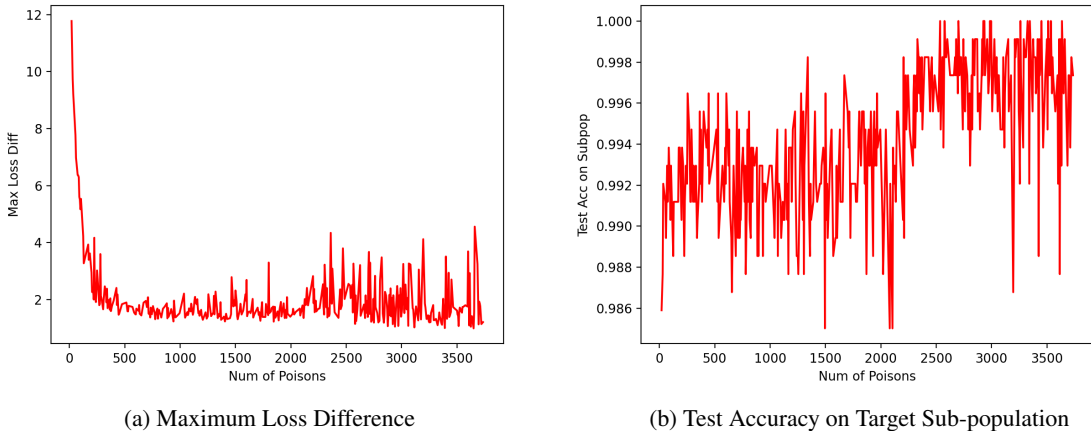 12
10
8
6
4
2
Max Loss Diff
0 500 1000 1500 2000 2500 3000 3500
Num of Poisons
(a) Maximum Loss Difference
1.000
0.998
0.996
0.994
0.992
0.990
0.988
0.986
Test Acc on Subpop
0 500 1000 1500 2000 2500 3000 3500
Num of Poisons
(b) Test Accuracy on Target Sub-population